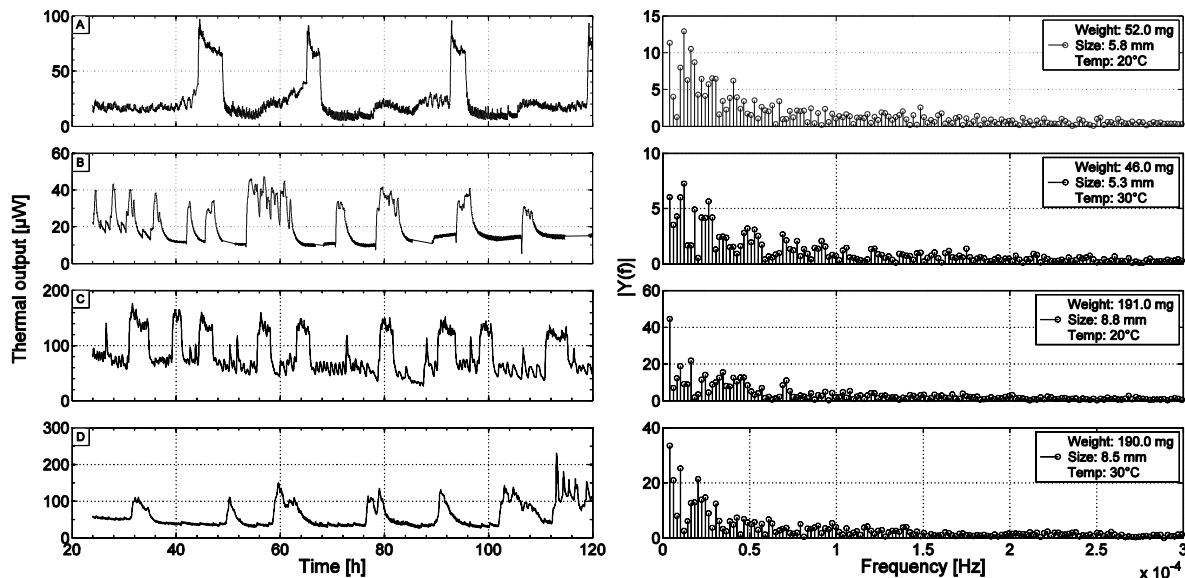 A
100
50
0
B
60
40
20
0
C
200
150
100
50
0
D
300
200
100
0
20
40
60
80
100
120
Thermal output [µW]
Time [h]
15
10
5
0
Weight: 52.0 mg
Size: 5.8 mm
Temp: 20°C
10
5
0
Weight: 46.0 mg
Size: 5.3 mm
Temp: 30°C
60
40
20
0
Weight: 191.0 mg
Size: 8.8 mm
Temp: 20°C
40
20
0
Weight: 190.0 mg
Size: 8.5 mm
Temp: 30°C
0
0.5
1
1.5
2
2.5
3
x 10⁻⁴
|Y(f)|
Frequency [Hz]